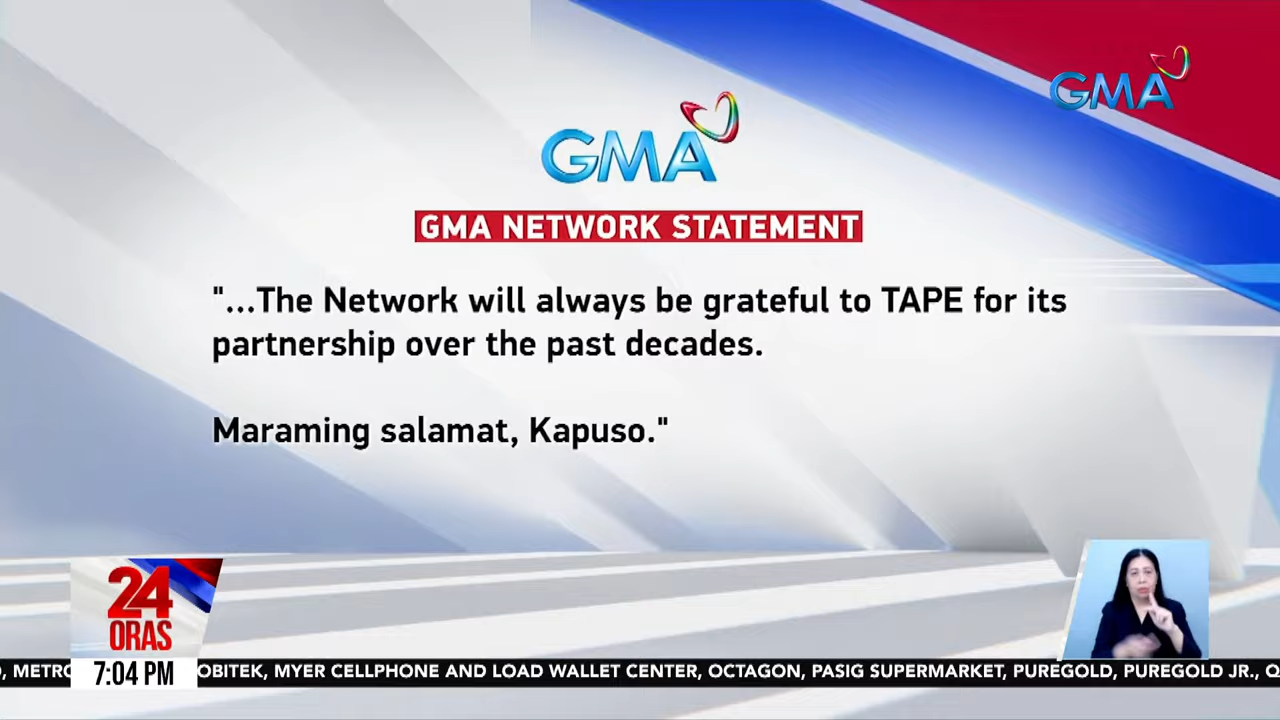 GMA
GMA
GMA NETWORK STATEMENT
"...The Network will always be grateful to TAPE for its
partnership over the past decades.
Maraming salamat, Kapuso."
24
ORAS
7:04 PM
OBITEK, MYER CELLPHONE AND LOAD WALLET CENTER, OCTAGON, PASIG SUPERMARKET, PUREGOLD, PUREGOLD JR.,